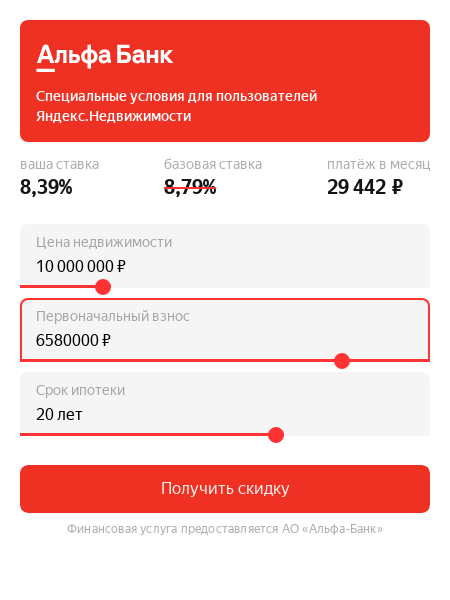 Альфа Банк
Специальные условия для пользователей
Яндекс.Недвижимости
ваша ставка базовая ставка платёж в месяц
8,39% 8,79% 29 442 ₽
Цена недвижимости
10 000 000 ₽
Первоначальный взнос
6580000 ₽
Срок ипотеки
20 лет
Получить скидку
Финансовая услуга предоставляется АО «Альфа-Банк»